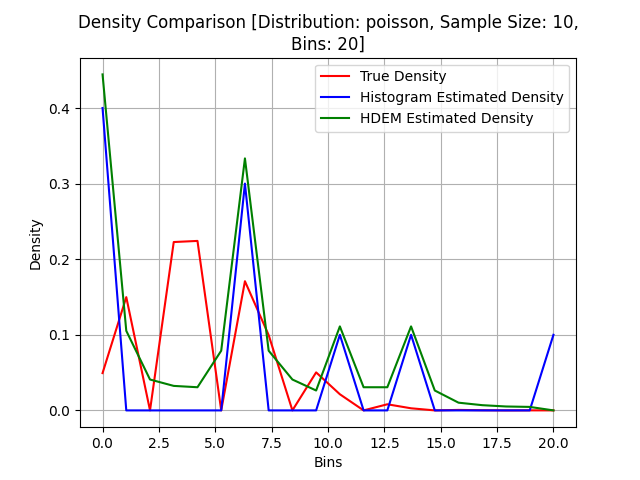 Density Comparison [Distribution: poisson, Sample Size: 10,
Bins: 20]
True Density
Histogram Estimated Density
HDEM Estimated Density
Density
0.4
0.3
0.2
0.1
0.0
0.0 2.5 5.0 7.5 10.0 12.5 15.0 17.5 20.0
Bins